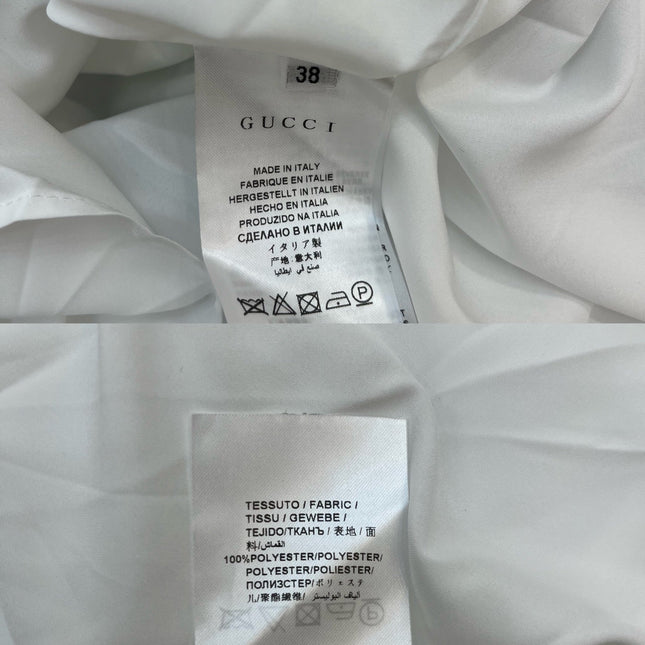 38
GUCCI
MADE IN ITALY
FABRIQUE EN ITALIE
HERGESTELLT IN ITALIEN
HECHO EN ITALIA
PRODUZIDO NA ITALIA
СДЕЛАНО В ИТАЛИИ
イタリア製
产地:意大利
صنع في ايطاليا
P
TESSUTO / FABRIC /
TISSU / GEWEBE /
TEJIDO/ТКАНЪ / 表地 / 面
料/القماش/
100%POLYESTER/POLYESTER/
POLYESTER/POLIESTER/
ПОЛИЭСТЕР/ポリェステ
ル/聚酯纖維/ألياف البوليستر